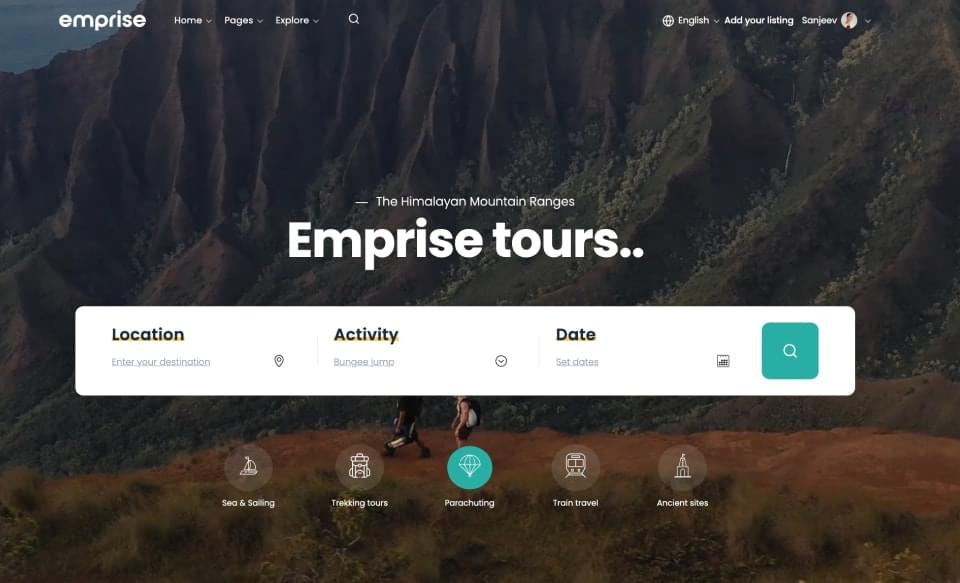 emprise Home Pages Explore English Add your listing Sanjeev
— The Himalayan Mountain Ranges
Emprise tours..
Location Activity Date
Enter your destination Bungee jump Set dates
Sea & Sailing Trekking tours Parachuting Train travel Ancient sites